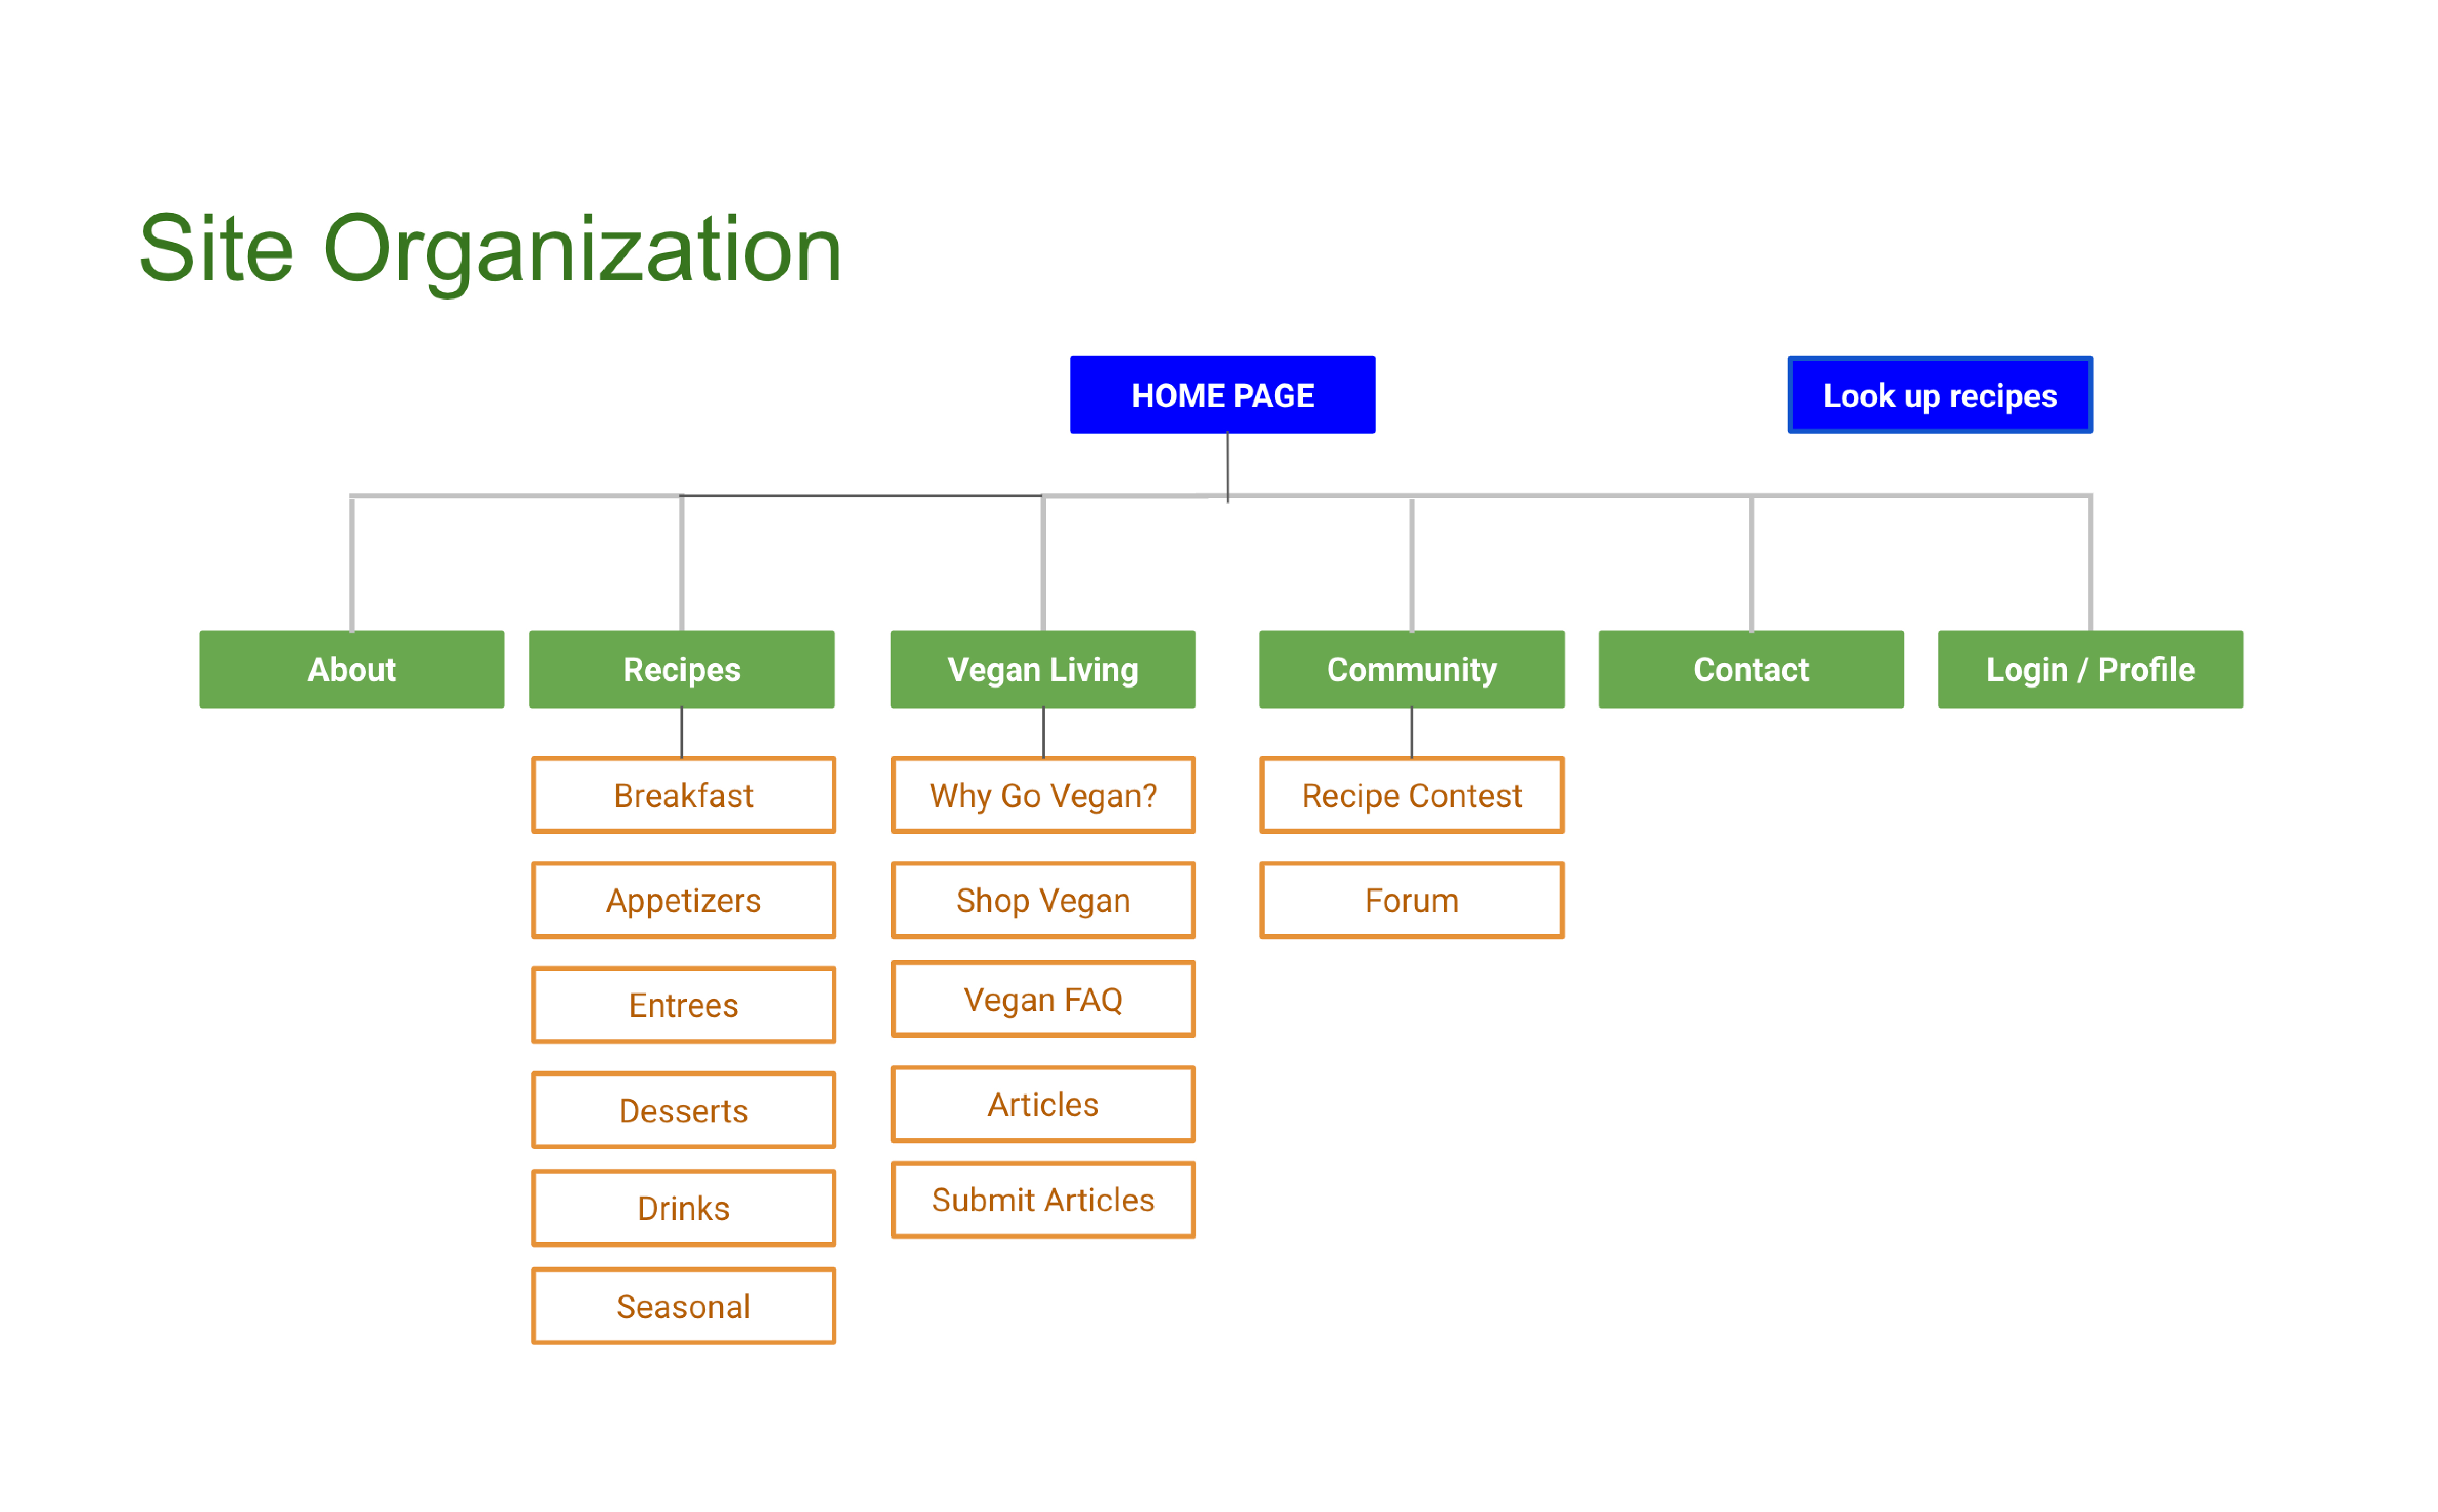 Site Organization
HOME PAGE
Look up recipes
About
Recipes
Vegan Living
Community
Contact
Login / Profile
Breakfast
Why Go Vegan?
Recipe Contest
Appetizers
Shop Vegan
Forum
Entrees
Vegan FAQ
Desserts
Articles
Drinks
Submit Articles
Seasonal